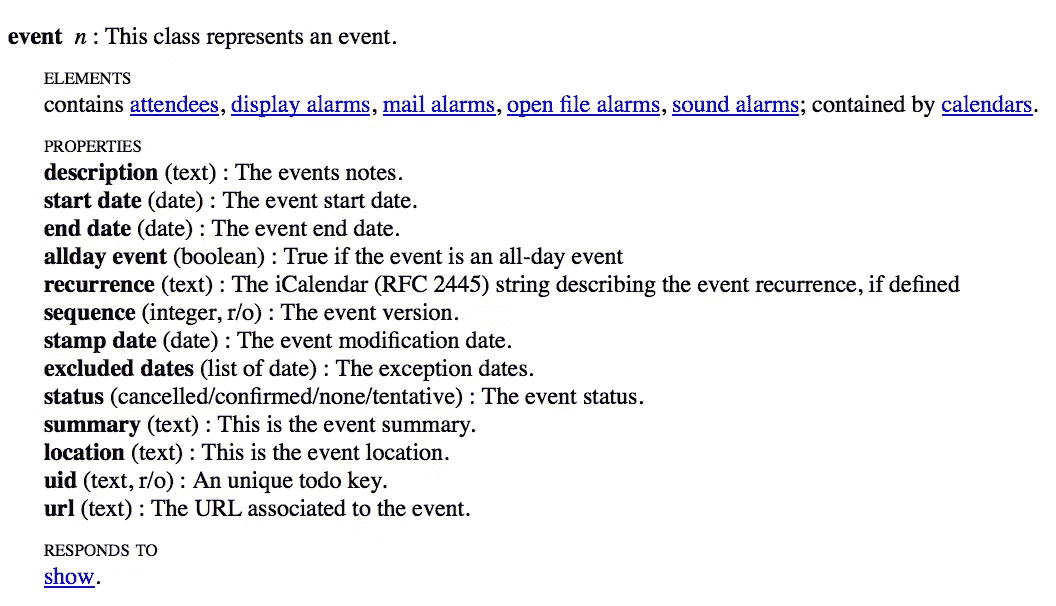 event n : This class represents an event.
ELEMENTS
contains attendees, display alarms, mail alarms, open file alarms, sound alarms; contained by calendars.
PROPERTIES
description (text) : The events notes.
start date (date) : The event start date.
end date (date) : The event end date.
allday event (boolean) : True if the event is an all-day event
recurrence (text) : The iCalendar (RFC 2445) string describing the event recurrence, if defined
sequence (integer, r/o) : The event version.
stamp date (date) : The event modification date.
excluded dates (list of date) : The exception dates.
status (cancelled/confirmed/none/tentative) : The event status.
summary (text) : This is the event summary.
location (text) : This is the event location.
uid (text, r/o) : An unique todo key.
url (text) : The URL associated to the event.
RESPONDS TO
show.